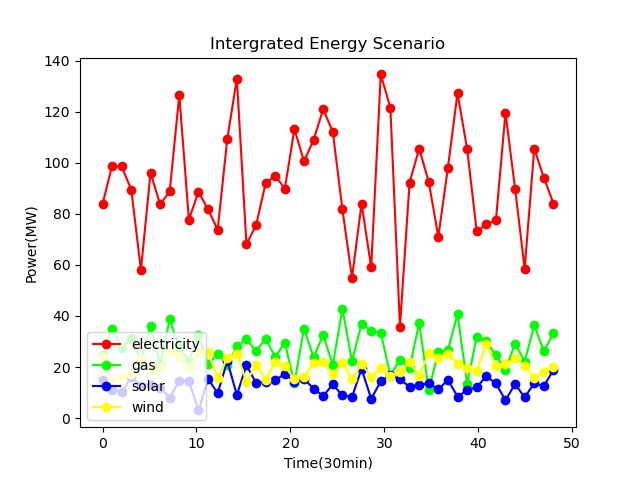 Intergrated Energy Scenario
Power(MW)
140
120
100
80
60
40
20
0
electricity
gas
solar
wind
0 10 20 30 40 50
Time(30min)